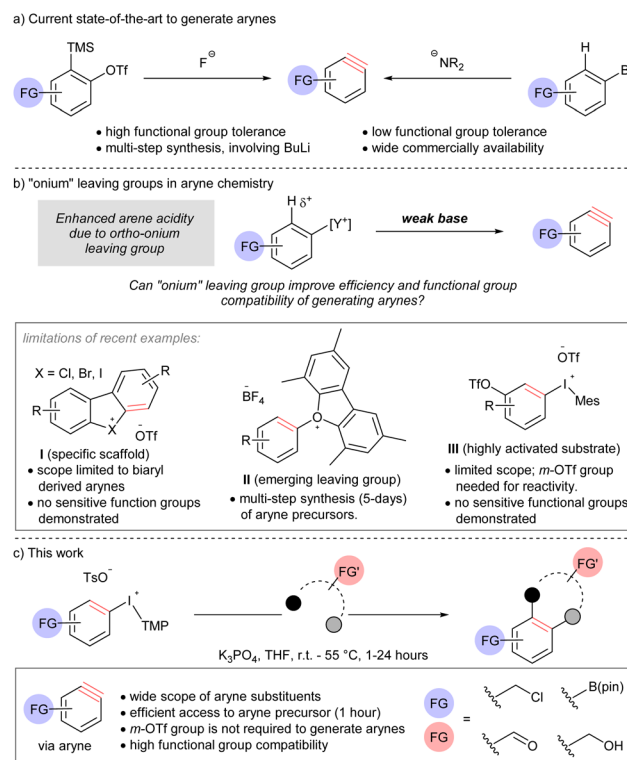 a) Current state-of-the-art to generate arynes
TMS
OTf
FG
F⊖
FG
⊖NR2
H
FG
B
• high functional group tolerance
• multi-step synthesis, involving BuLi
• low functional group tolerance
• wide commercially availability
b) "onium" leaving groups in aryne chemistry
Enhanced arene acidity
due to ortho-onium
leaving group
H δ+
[Y+]
FG
weak base
FG
Can "onium" leaving group improve efficiency and functional group
compatibility of generating arynes?
limitations of recent examples:
X = Cl, Br, I
R
R
X+
−OTf
I (specific scaffold)
• scope limited to biaryl
derived arynes
• no sensitive function groups
demonstrated
−BF4
O+
R
II (emerging leaving group)
• multi-step synthesis (5-days)
of aryne precursors.
−OTf
TfO
I+
Mes
R
III (highly activated substrate)
• limited scope; m-OTf group
needed for reactivity.
• no sensitive functional groups
demonstrated
c) This work
TsO−
I+
TMP
FG
FG'
K3PO4, THF, r.t. - 55 °C, 1-24 hours
FG'
FG
FG
via aryne
• wide scope of aryne substituents
• efficient access to aryne precursor (1 hour)
• m-OTf group is not required to generate arynes
• high functional group compatibility
FG
FG
=
Cl
B(pin)
O
OH